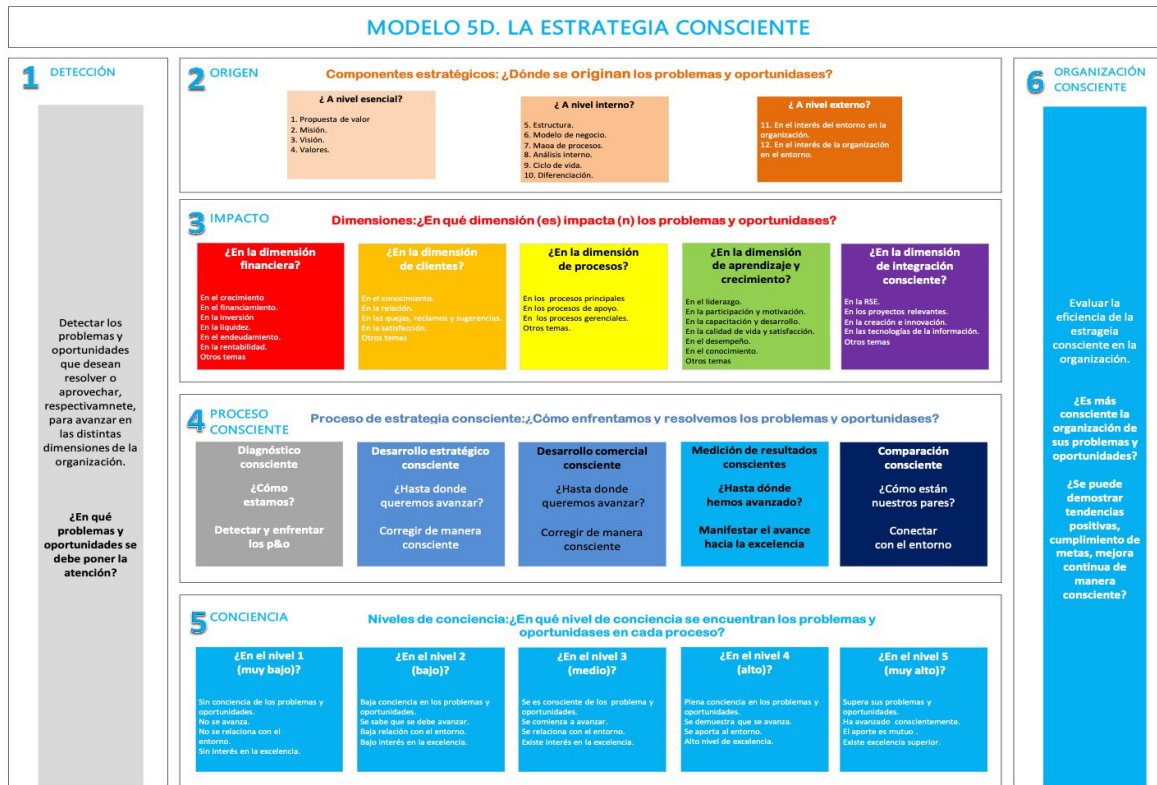 MODELO 5D. LA ESTRATEGIA CONSCIENTE
1 DETECCIÓN
Detectar los
problemas y
oportunidades
que desean
resolver o
aprovechar,
respectivamnete,
para avanzar en
las distintas
dimensiones de la
organización.
¿En qué
problemas y
oportunidades se
debe poner la
atención?
2 ORIGEN
Componentes estratégicos: ¿Dónde se originan los problemas y oportunidases?
¿ A nivel esencial?
1. Propuesta de valor
2. Misión.
3. Visión.
4. Valores.
¿ A nivel interno?
5. Estructura.
6. Modelo de negocio.
7. Maoa de procesos.
8. Análisis interno.
9. Ciclo de vida.
10. Diferenciación.
¿ A nivel externo?
11. En el interés del entorno en la
organización.
12. En el interés de la organización
en el entorno.
3 IMPACTO
Dimensiones:¿En qué dimensión (es) impacta (n) los problemas y oportunidases?
¿En la dimensión
financiera?
En el crecimiento
En el financiamiento.
En la inversión
En la liquidez.
En el endeudamiento.
En la rentabilidad.
Otros temas
¿En la dimensión
de clientes?
En el conocimiento.
En la relación.
En las quejas, reclamos y sugerencias.
En la satisfacción.
Otros temas
¿En la dimensión
de procesos?
En los procesos principales
En los procesos de apoyo.
En los procesos gerenciales.
Otros temas.
¿En la dimensión
de aprendizaje y
crecimiento?
En el liderazgo.
En la participación y motivación.
En la capacitación y desarrollo.
En la calidad de vida y satisfacción.
En el desempeño.
En el conocimiento.
Otros temas
¿En la dimensión
de integración
consciente?
En la RSE.
En los proyectos relevantes.
En la creación e innovación.
En las tecnologías de la información.
Otros temas
4 PROCESO
CONSCIENTE
Proceso de estrategia consciente:¿Cómo enfrentamos y resolvemos los problemas y oportunidases?
Diagnóstico
consciente
¿Cómo
estamos?
Detectar y enfrentar
los p&o
Desarrollo estratégico
consciente
¿Hasta donde
queremos avanzar?
Corregir de manera
consciente
Desarrollo comercial
consciente
¿Hasta donde
queremos avanzar?
Corregir de manera
consciente
Medición de resultados
conscientes
¿Hasta dónde
hemos avanzado?
Manifestar el avance
hacia la excelencia
Comparación
consciente
¿Cómo están
nuestros pares?
Conectar
con el entorno
5 CONCIENCIA
Niveles de conciencia:¿En qué nivel de conciencia se encuentran los problemas y
oportunidases en cada proceso?
¿En el nivel 1
(muy bajo)?
Sin conciencia de los problemas y
oportunidades.
No se avanza.
No se relaciona con el
entorno.
Sin interés en la excelencia.
¿En el nivel 2
(bajo)?
Baja conciencia en los problemas y
oportunidades.
Se sabe que se debe avanzar.
Baja relación con el entorno.
Bajo interés en la excelencia.
¿En el nivel 3
(medio)?
Se es consciente de los problema y
oportunidades.
Se comienza a avanzar.
Se relaciona con el entorno.
Existe interés en la excelencia.
¿En el nivel 4
(alto)?
Plena conciencia en los problemas y
oportunidades.
Se demuestra que se avanza.
Se aporta al entorno.
Alto nivel de excelencia.
¿En el nivel 5
(muy alto)?
Supera sus problemas y
oportunidades.
Ha avanzado conscientemente.
El aporte es mutuo .
Existe excelencia superior.
6 ORGANIZACIÓN
CONSCIENTE
Evaluar la
eficiencia de la
estrageia
consciente en la
organización.
¿Es más
consciente la
organización de
sus problemas y
oportunidades?
¿Se puede
demostrar
tendencias
positivas,
cumplimiento de
metas, mejora
continua de
manera
consciente?